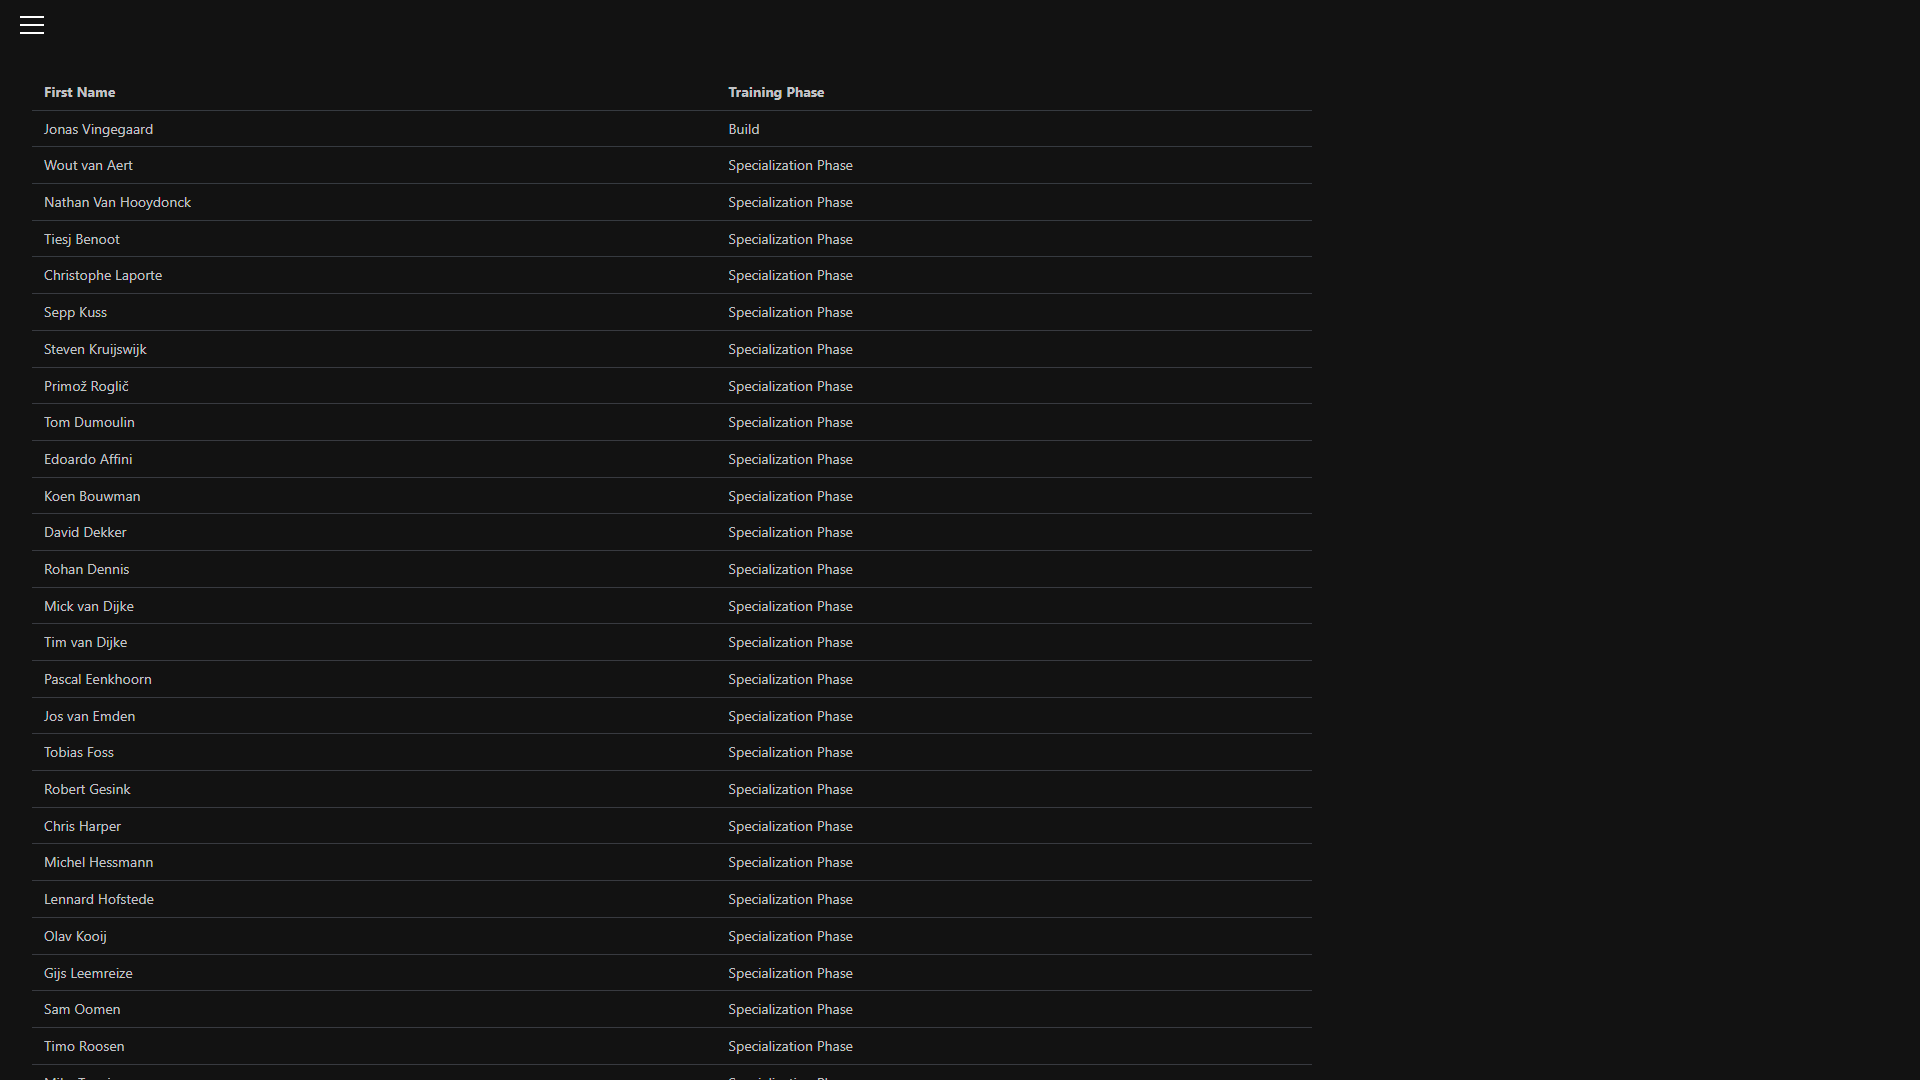 First Name Training Phase
Jonas Vingegaard Build
Wout van Aert Specialization Phase
Nathan Van Hooydonck Specialization Phase
Tiesj Benoot Specialization Phase
Christophe Laporte Specialization Phase
Sepp Kuss Specialization Phase
Steven Kruijswijk Specialization Phase
Primož Roglič Specialization Phase
Tom Dumoulin Specialization Phase
Edoardo Affini Specialization Phase
Koen Bouwman Specialization Phase
David Dekker Specialization Phase
Rohan Dennis Specialization Phase
Mick van Dijke Specialization Phase
Tim van Dijke Specialization Phase
Pascal Eenkhoorn Specialization Phase
Jos van Emden Specialization Phase
Tobias Foss Specialization Phase
Robert Gesink Specialization Phase
Chris Harper Specialization Phase
Michel Hessmann Specialization Phase
Lennard Hofstede Specialization Phase
Olav Kooij Specialization Phase
Gijs Leemreize Specialization Phase
Sam Oomen Specialization Phase
Timo Roosen Specialization Phase